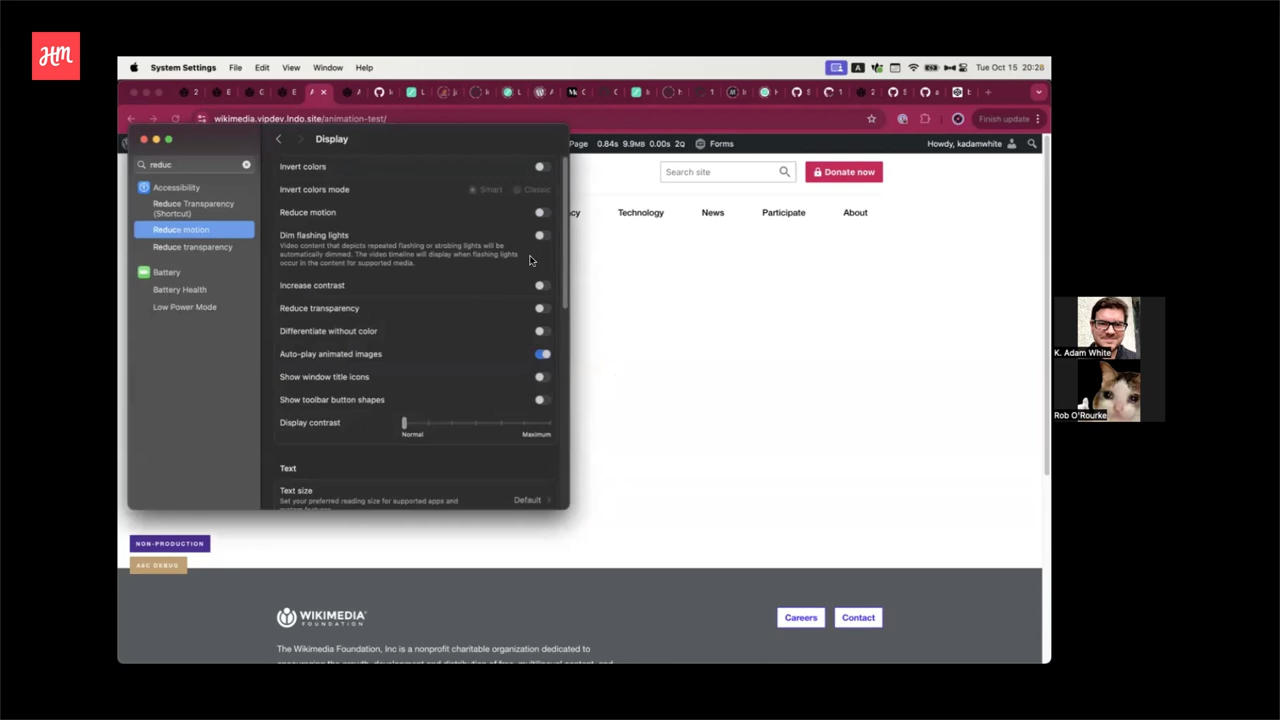 HM
System Settings File Edit View Window Help
A
Tue Oct 15 20:28
wikimedia.vipdev.lndo.site/animation-test/
Finish update
Page 0.84s 9.9MB 0.00s 2Q Forms
Howdy, kadamwhite
reduc
Accessibility
Reduce Transparency
(Shortcut)
Reduce motion
Reduce transparency
Battery
Battery Health
Low Power Mode
Display
Invert colors
Invert colors mode
Smart Classic
Reduce motion
Dim flashing lights
Video content that depicts repeated flashing or strobing lights will be
automatically dimmed. The video timeline will display when flashing lights
occur in the content for supported media.
Increase contrast
Reduce transparency
Differentiate without color
Auto-play animated images
Show window title icons
Show toolbar button shapes
Display contrast
Normal Maximum
Text
Text size
Default
Set your preferred reading size for supported apps and
Search site
Donate now
cy Technology News Participate About
K. Adam White
Rob O'Rourke
NON-PRODUCTION
A&C DEBUG
WIKIMEDIA
FOUNDATION
Careers Contact
The Wikimedia Foundation, Inc is a nonprofit charitable organization dedicated to